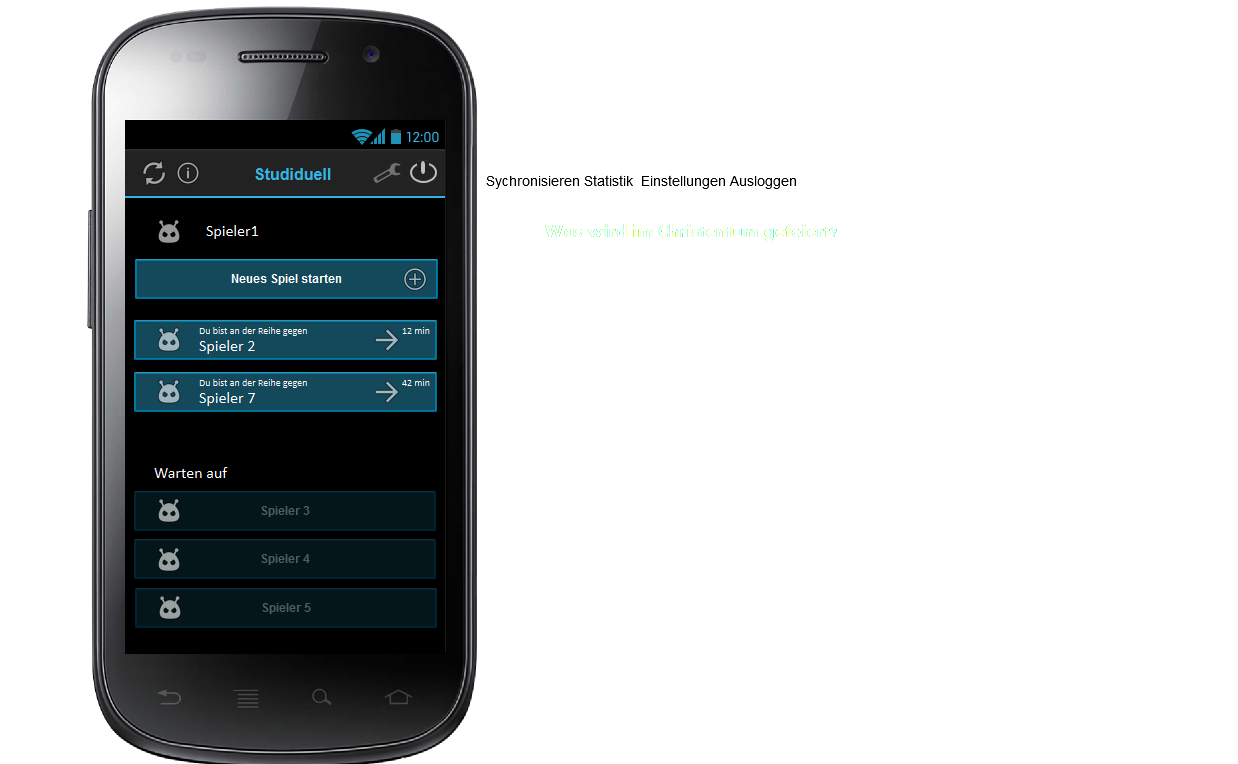 12:00
Studiduell
Sychronisieren Statistik Einstellungen Ausloggen
Spieler1
Was wird im Christentum gefeiert?
Neues Spiel starten
Du bist an der Reihe gegen
12 min
Spieler 2
Du bist an der Reihe gegen
42 min
Spieler 7
Warten auf
Spieler 3
Spieler 4
Spieler 5